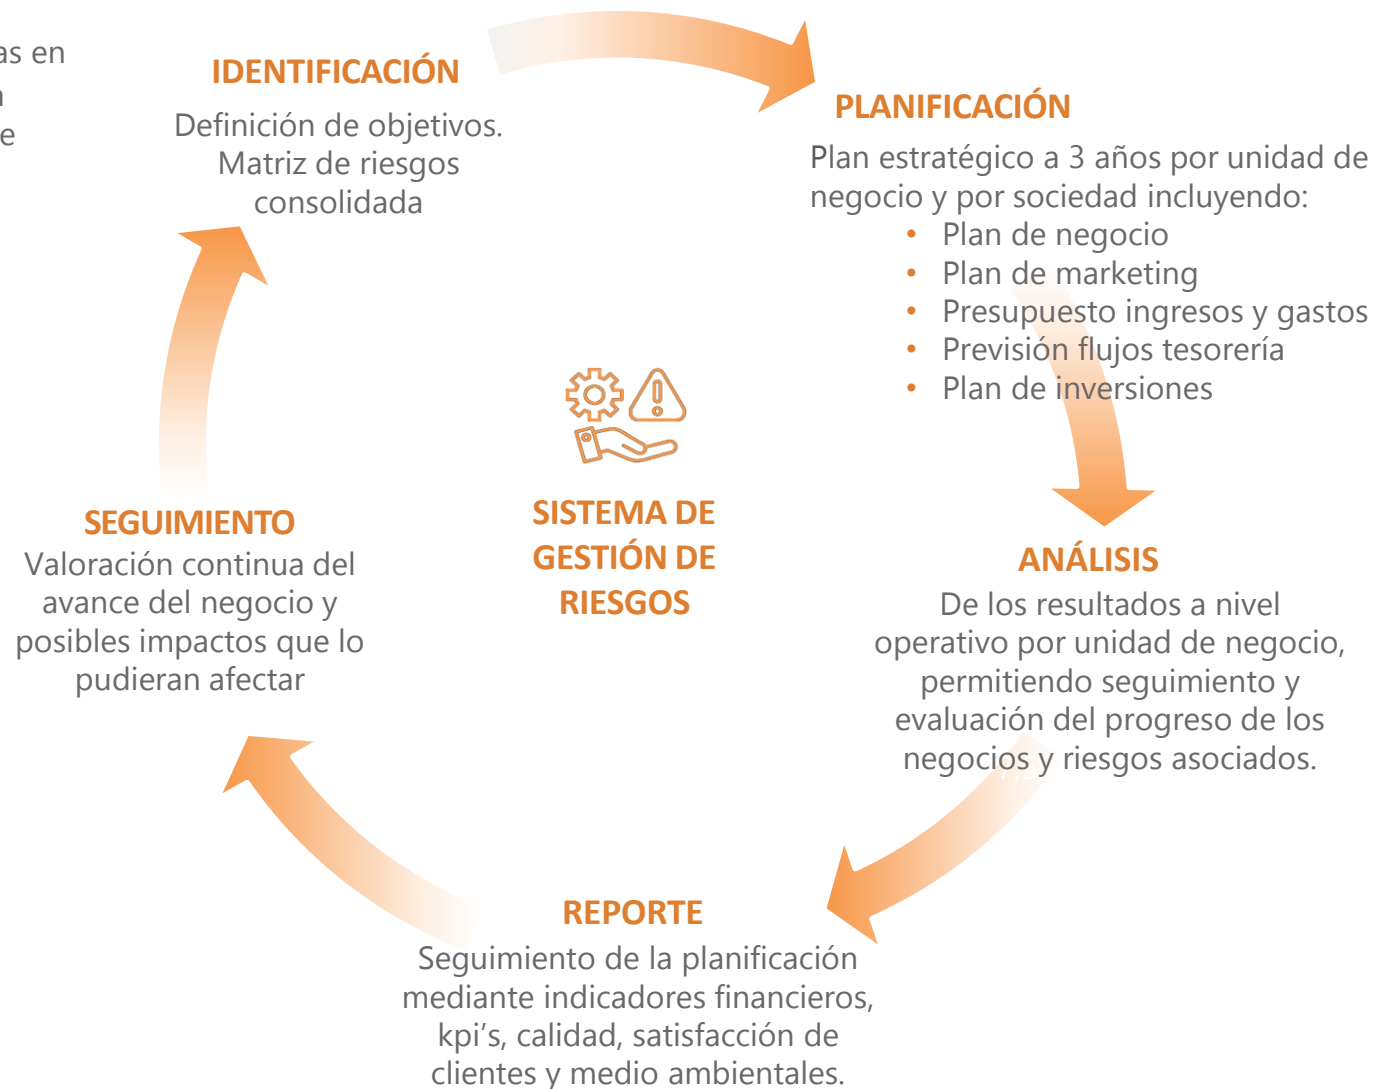 as en
n
e
IDENTIFICACIÓN
Definición de objetivos.
Matriz de riesgos
consolidada
PLANIFICACIÓN
Plan estratégico a 3 años por unidad de
negocio y por sociedad incluyendo:
• Plan de negocio
• Plan de marketing
• Presupuesto ingresos y gastos
• Previsión flujos tesorería
• Plan de inversiones
SISTEMA DE
GESTIÓN DE
RIESGOS
SEGUIMIENTO
Valoración continua del
avance del negocio y
posibles impactos que lo
pudieran afectar
ANÁLISIS
De los resultados a nivel
operativo por unidad de negocio,
permitiendo seguimiento y
evaluación del progreso de los
negocios y riesgos asociados.
REPORTE
Seguimiento de la planificación
mediante indicadores financieros,
kpi's, calidad, satisfacción de
clientes y medio ambientales.